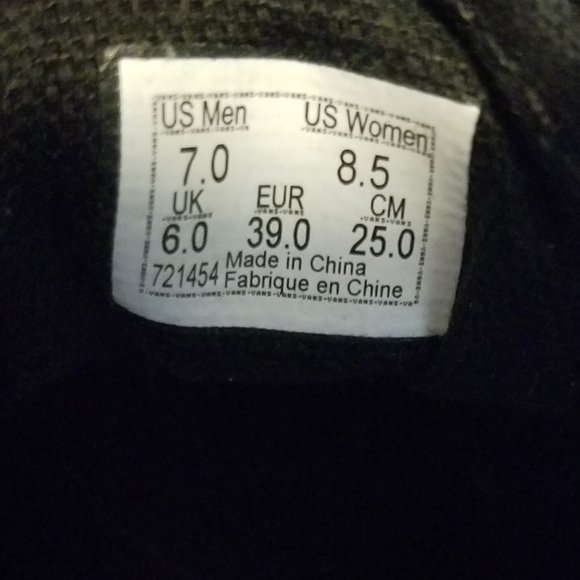 US Men US Women
7.0 8.5
UK EUR CM
6.0 39.0 25.0
721454 Made in China
Fabrique en Chine